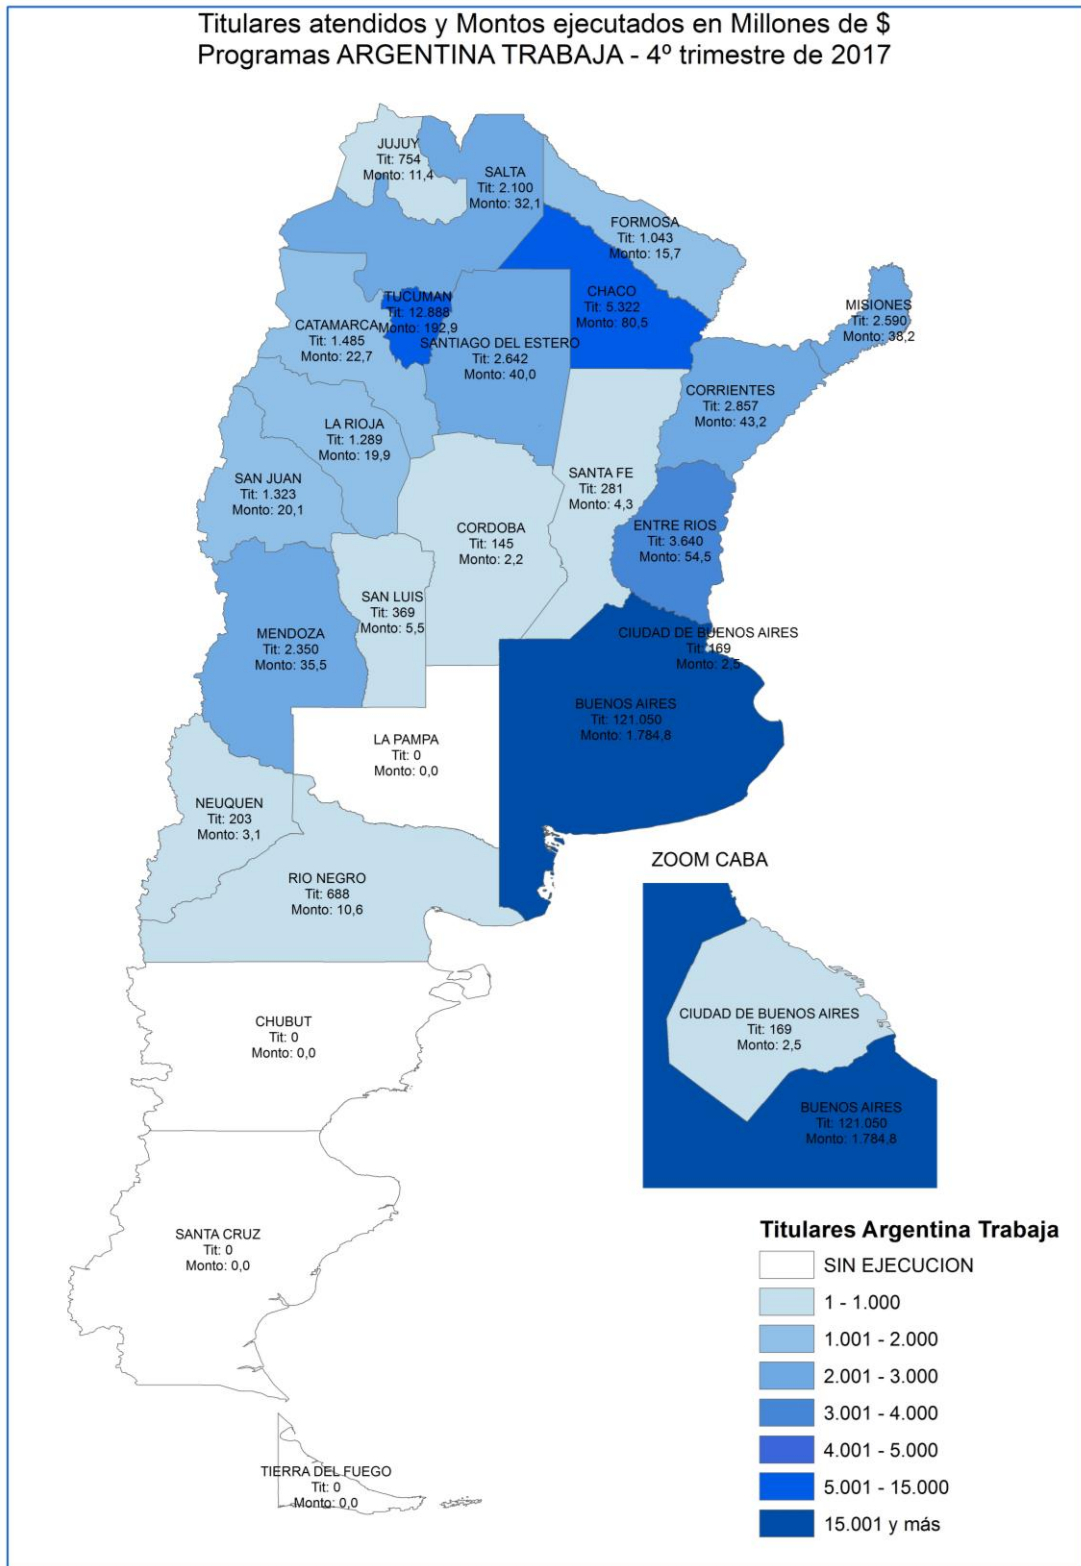 Titulares atendidos y Montos ejecutados en Millones de $
Programas ARGENTINA TRABAJA - 4º trimestre de 2017
JUJUY
Tit: 754
Monto: 11,4
SALTA
Tit: 2.100
Monto: 32,1
FORMOSA
Tit: 1.043
Monto: 15,7
CHACO
Tit: 5.322
Monto: 80,5
TUCUMAN
Tit: 12.888
Monto: 192,9
MISIONES
Tit: 2.590
Monto: 38,2
CATAMARCA
Tit: 1.485
Monto: 22,7
SANTIAGO DEL ESTERO
Tit: 2.642
Monto: 40,0
CORRIENTES
Tit: 2.857
Monto: 43,2
LA RIOJA
Tit: 1.289
Monto: 19,9
SAN JUAN
Tit: 1.323
Monto: 20,1
SANTA FE
Tit: 281
Monto: 4,3
CORDOBA
Tit: 145
Monto: 2,2
ENTRE RIOS
Tit: 3.640
Monto: 54,5
SAN LUIS
Tit: 369
Monto: 5,5
MENDOZA
Tit: 2.350
Monto: 35,5
CIUDAD DE BUENOS AIRES
Tit: 169
Monto: 2,5
BUENOS AIRES
Tit: 121.050
Monto: 1.784,8
LA PAMPA
Tit: 0
Monto: 0,0
NEUQUEN
Tit: 203
Monto: 3,1
RIO NEGRO
Tit: 688
Monto: 10,6
ZOOM CABA
CIUDAD DE BUENOS AIRES
Tit: 169
Monto: 2,5
BUENOS AIRES
Tit: 121.050
Monto: 1.784,8
CHUBUT
Tit: 0
Monto: 0,0
SANTA CRUZ
Tit: 0
Monto: 0,0
TIERRA DEL FUEGO
Tit: 0
Monto: 0,0
Titulares Argentina Trabaja
SIN EJECUCION
1 - 1.000
1.001 - 2.000
2.001 - 3.000
3.001 - 4.000
4.001 - 5.000
5.001 - 15.000
15.001 y más